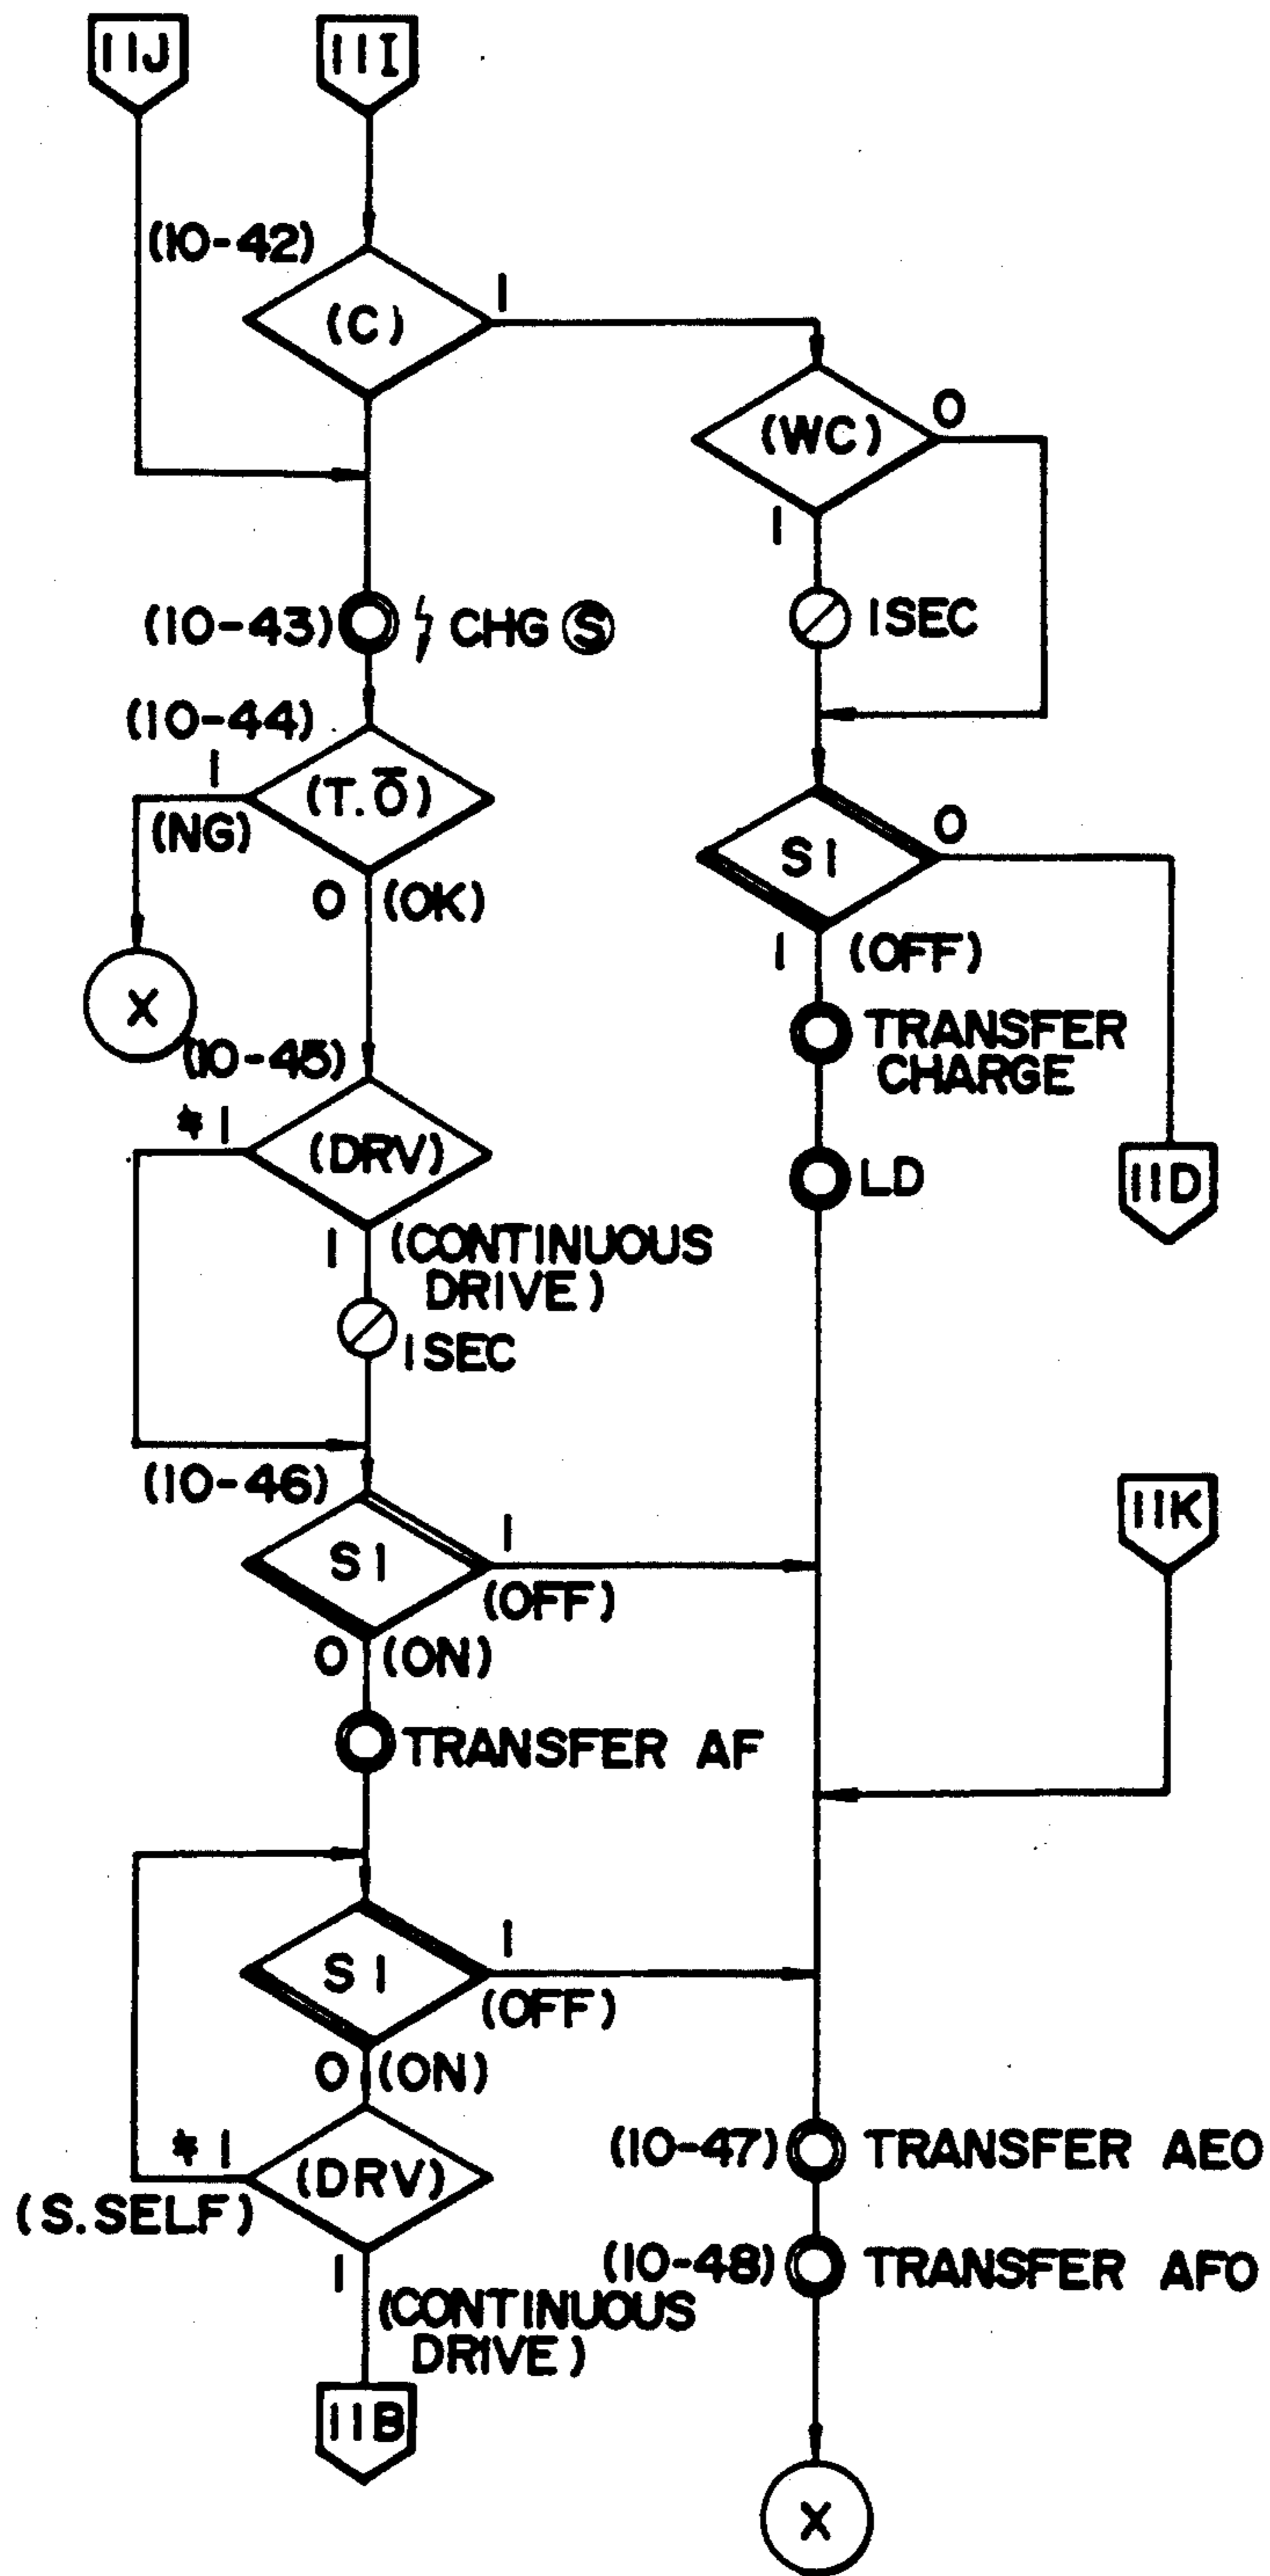 11J
11I
(10-42)
(C)
1
(WC)
0
1
1SEC
(10-43)
CHG Ⓢ
(10-44)
(T.Ō)
1
(NG)
0 (OK)
X
S1
0
1 (OFF)
TRANSFER
CHARGE
LD
11D
(10-45)
(DRV)
*1
1 (CONTINUOUS
DRIVE)
1SEC
(10-46)
S1
1
(OFF)
0 (ON)
11K
TRANSFER AF
S1
1
(OFF)
0 (ON)
(DRV)
*1
(S.SELF)
1
(CONTINUOUS
DRIVE)
11B
(10-47) TRANSFER AEO
(10-48) TRANSFER AFO
X